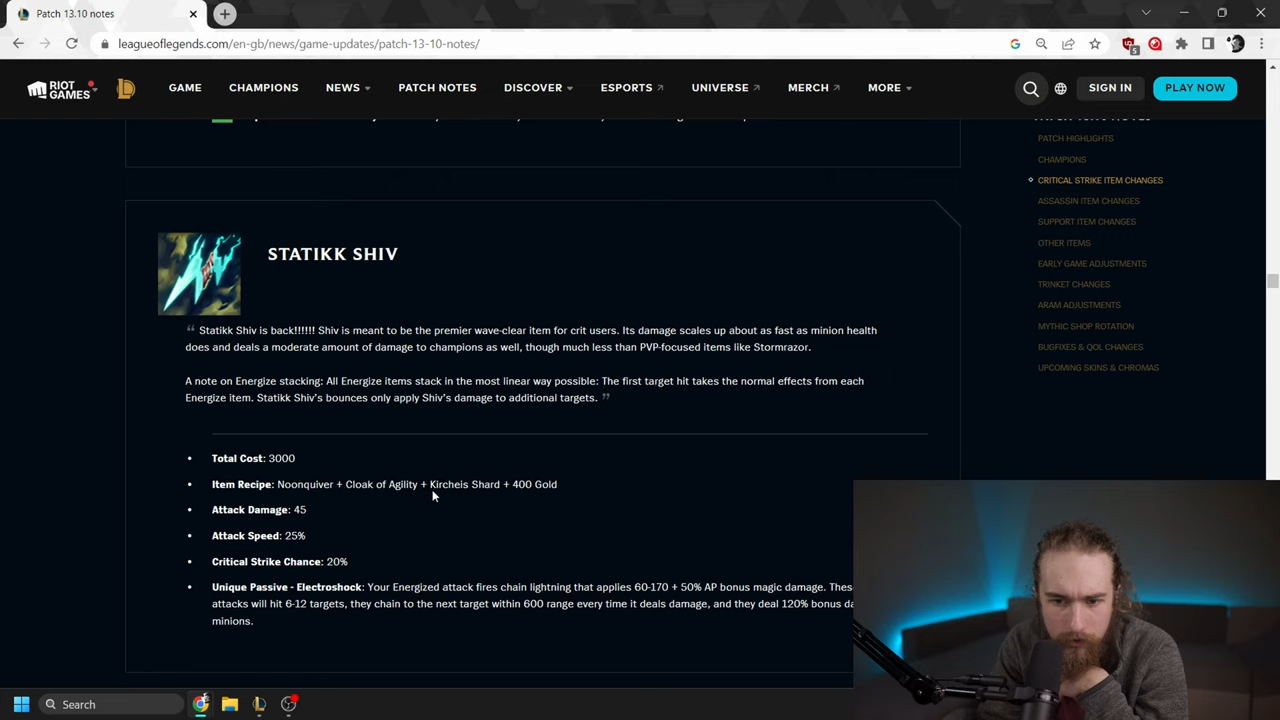 Patch 13.10 notes
leagueoflegends.com/en-gb/news/game-updates/patch-13-10-notes/
5
RIOT GAMES
GAME
CHAMPIONS
NEWS
PATCH NOTES
DISCOVER
ESPORTS
UNIVERSE
MERCH
MORE
SIGN IN
PLAY NOW
PATCH HIGHLIGHTS
CHAMPIONS
CRITICAL STRIKE ITEM CHANGES
ASSASSIN ITEM CHANGES
SUPPORT ITEM CHANGES
OTHER ITEMS
EARLY GAME ADJUSTMENTS
TRINKET CHANGES
ARAM ADJUSTMENTS
MYTHIC SHOP ROTATION
BUGFIXES & QOL CHANGES
UPCOMING SKINS & CHROMAS
STATIKK SHIV
“ Statikk Shiv is back!!!!!! Shiv is meant to be the premier wave-clear item for crit users. Its damage scales up about as fast as minion health
does and deals a moderate amount of damage to champions as well, though much less than PVP-focused items like Stormrazor.
A note on Energize stacking: All Energize items stack in the most linear way possible: The first target hit takes the normal effects from each
Energize item. Statikk Shiv's bounces only apply Shiv's damage to additional targets. ”
• Total Cost: 3000
• Item Recipe: Noonquiver + Cloak of Agility + Kircheis Shard + 400 Gold
• Attack Damage: 45
• Attack Speed: 25%
• Critical Strike Chance: 20%
• Unique Passive - Electroshock: Your Energized attack fires chain lightning that applies 60-170 + 50% AP bonus magic damage. These
attacks will hit 6-12 targets, they chain to the next target within 600 range every time it deals damage, and they deal 120% bonus da
minions.
Search